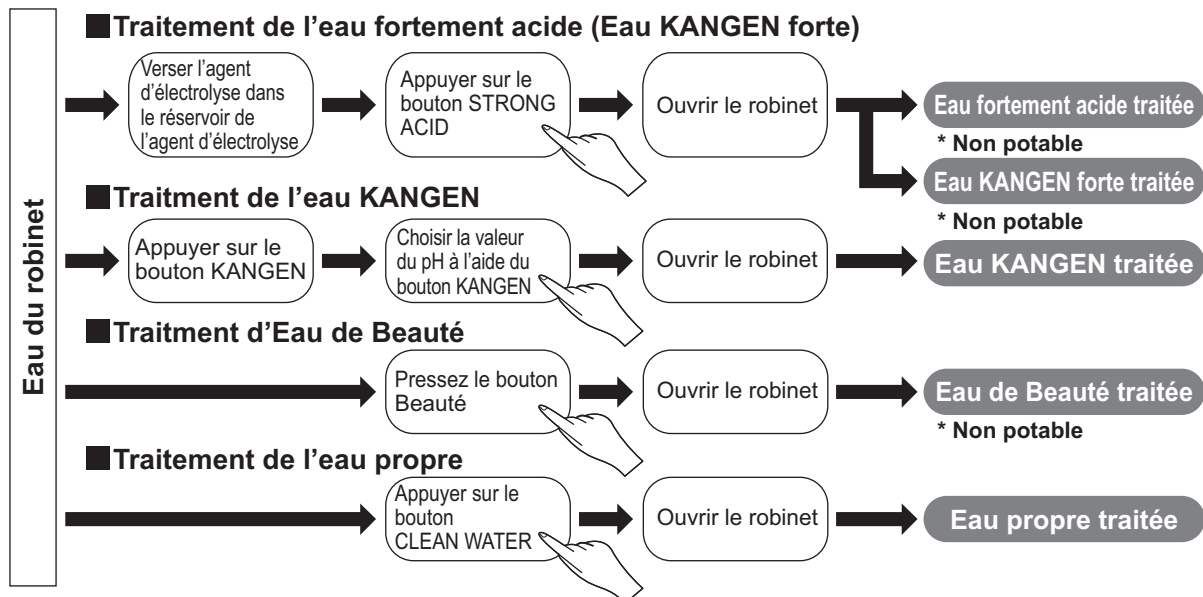 Eau du robinet
■Traitement de l'eau fortement acide (Eau KANGEN forte)
Verser l'agent
d'électrolyse dans
le réservoir de
l'agent d'électrolyse
Appuyer sur le
bouton STRONG
ACID
Ouvrir le robinet
Eau fortement acide traitée
* Non potable
Eau KANGEN forte traitée
* Non potable
■Traitment de l'eau KANGEN
Appuyer sur le
bouton KANGEN
Choisir la valeur
du pH à l'aide du
bouton KANGEN
Ouvrir le robinet
Eau KANGEN traitée
■Traitment d'Eau de Beauté
Pressez le bouton
Beauté
Ouvrir le robinet
Eau de Beauté traitée
* Non potable
■Traitement de l'eau propre
Appuyer sur le
bouton
CLEAN WATER
Ouvrir le robinet
Eau propre traitée